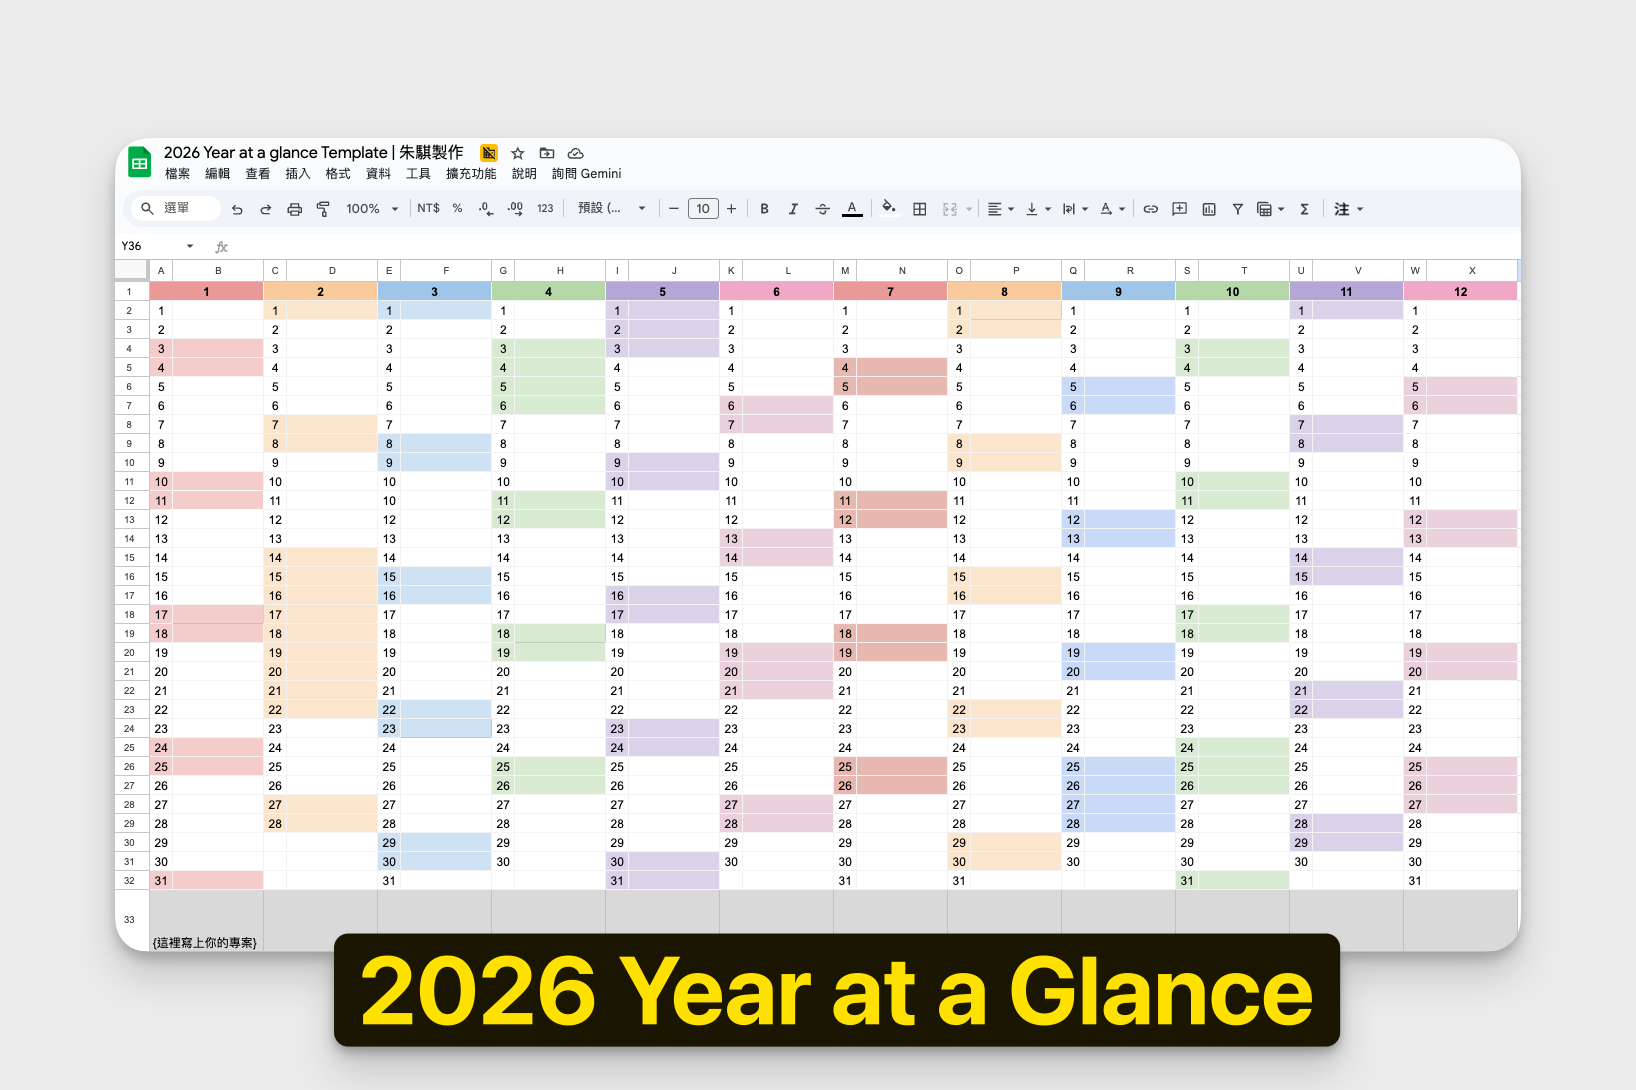 2026 Year at a glance Template | 朱騏製作
檔案 編輯 查看 插入 格式 資料 工具 擴充功能 說明 詢問 Gemini
選單 100% NT$ % .0 .00 123 預設 (... − 10 + B I S A Σ 注
Y36 fx
A B C D E F G H I J K L M N O P Q R S T U V W X
1 1 2 3 4 5 6 7 8 9 10 11 12
2 1 1 1 1 1 1 1 1 1 1 1 1
3 2 2 2 2 2 2 2 2 2 2 2 2
4 3 3 3 3 3 3 3 3 3 3 3 3
5 4 4 4 4 4 4 4 4 4 4 4 4
6 5 5 5 5 5 5 5 5 5 5 5 5
7 6 6 6 6 6 6 6 6 6 6 6 6
8 7 7 7 7 7 7 7 7 7 7 7 7
9 8 8 8 8 8 8 8 8 8 8 8 8
10 9 9 9 9 9 9 9 9 9 9 9 9
11 10 10 10 10 10 10 10 10 10 10 10 10
12 11 11 10 11 11 11 11 11 11 11 11 11
13 12 12 12 12 12 12 12 12 12 12 12 12
14 13 13 13 13 13 13 13 13 13 13 13 13
15 14 14 14 14 14 14 14 14 14 14 14 14
16 15 15 15 15 15 15 15 15 15 15 15 15
17 16 16 16 16 16 16 16 16 16 16 16 16
18 17 17 17 17 17 17 17 17 17 17 17 17
19 18 18 18 18 18 18 18 18 18 18 18 18
20 19 19 19 19 19 19 19 19 19 19 19 19
21 20 20 20 20 20 20 20 20 20 20 20 20
22 21 21 21 21 21 21 21 21 21 21 21 21
23 22 22 22 22 22 22 22 22 22 22 22 22
24 23 23 23 23 23 23 23 23 23 23 23 23
25 24 24 24 24 24 24 24 24 24 24 24 24
26 25 25 25 25 25 25 25 25 25 25 25 25
27 26 26 26 26 26 26 26 26 26 26 26 26
28 27 27 27 27 27 27 27 27 27 27 27 27
29 28 28 28 28 28 28 28 28 28 28 28 28
30 29 29 29 29 29 29 29 29 29 29 29
31 30 30 30 30 30 30 30 30 30 30 30
32 31 31 31 31 31 31 31
33 {這裡寫上你的專案}
2026 Year at a Glance